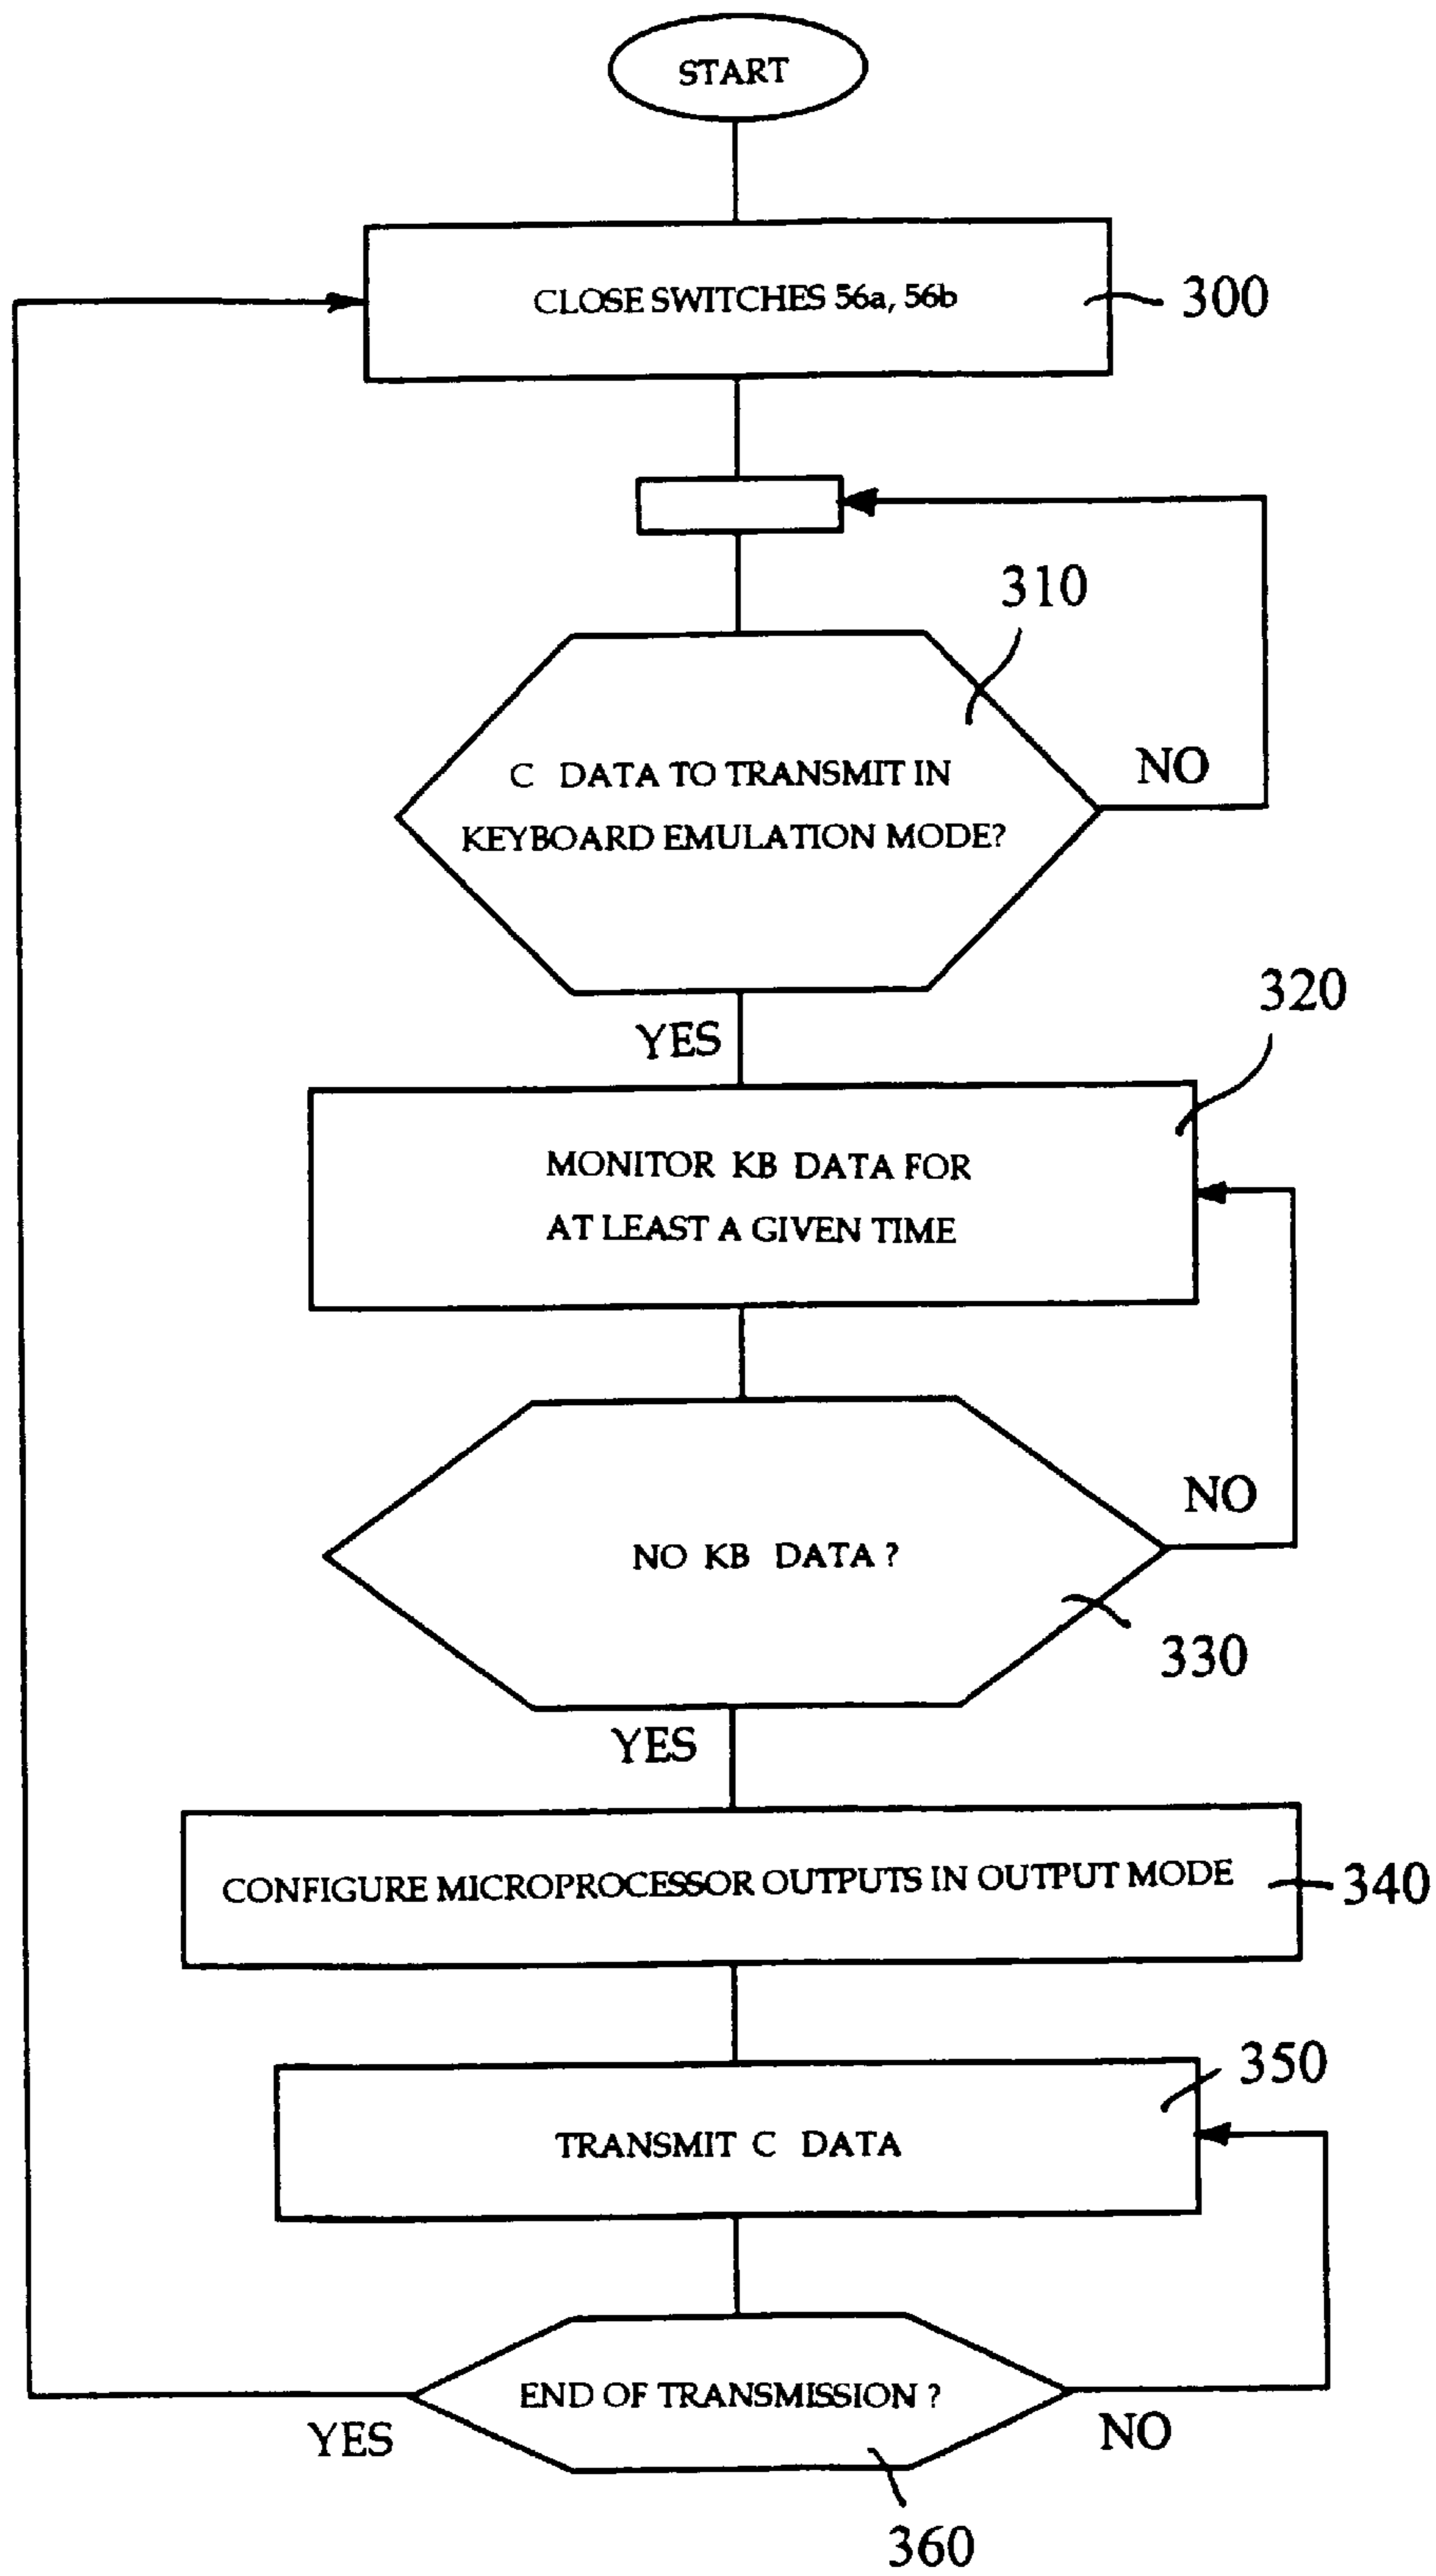 START
CLOSE SWITCHES 56a, 56b
300
310
C DATA TO TRANSMIT IN
NO
KEYBOARD EMULATION MODE?
320
YES
MONITOR KB DATA FOR
AT LEAST A GIVEN TIME
NO
NO KB DATA ?
330
YES
CONFIGURE MICROPROCESSOR OUTPUTS IN OUTPUT MODE
340
350
TRANSMIT C DATA
END OF TRANSMISSION ?
YES
NO
360